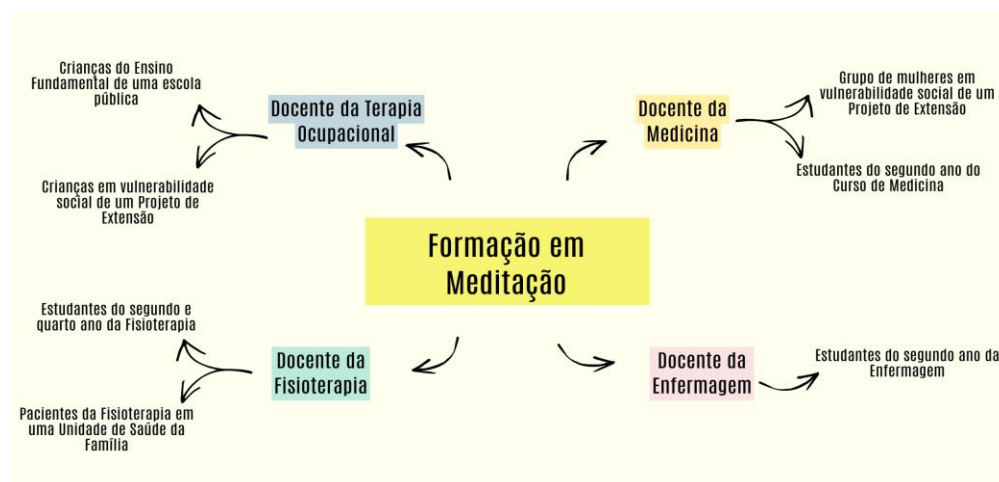 Crianças do Ensino
Fundamental de uma escola
pública
Docente da Terapia
Ocupacional
Crianças em vulnerabilidade
social de um Projeto de
Extensão
Docente da
Medicina
Grupo de mulheres em
vulnerabilidade social de um
Projeto de Extensão
Estudantes do segundo ano do
Curso de Medicina
Formação em
Meditação
Estudantes do segundo e
quarto ano da Fisioterapia
Docente da
Fisioterapia
Pacientes da Fisioterapia em
uma Unidade de Saúde da
Família
Docente da
Enfermagem
Estudantes do segundo ano da
Enfermagem